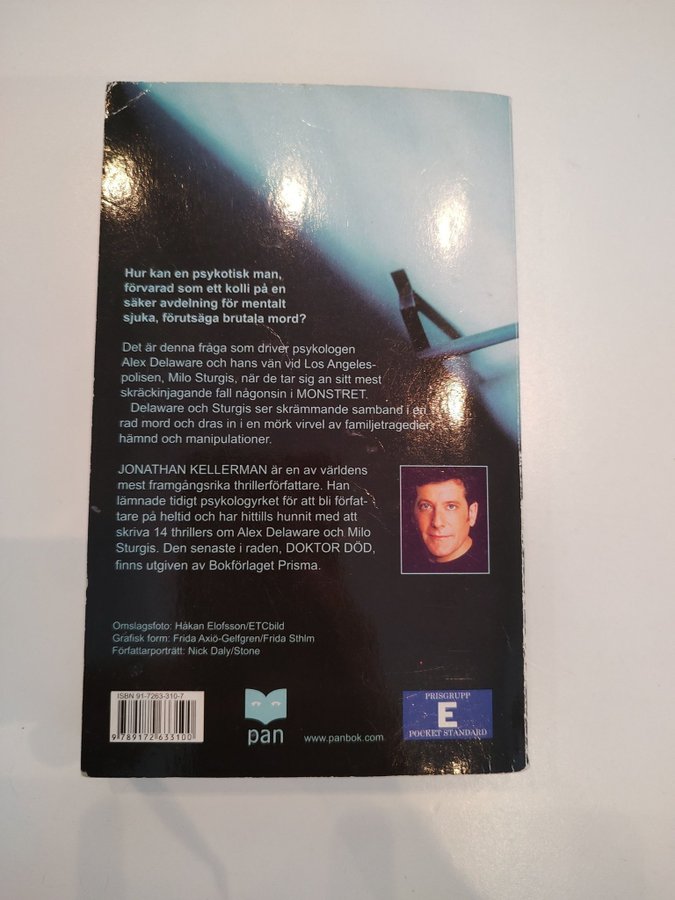 Hur kan en psykotisk man,
förvarad som ett kolli på en
säker avdelning för mentalt
sjuka, förutsäga brutala mord?
Det är denna fråga som driver psykologen
Alex Delaware och hans vän vid Los Angeles-
polisen, Milo Sturgis, när de tar sig an sitt mest
skräckinjagande fall någonsin i MONSTRET.
Delaware och Sturgis ser skrämmande samband i en
rad mord och dras in i en mörk virvel av familjetragedier,
hämnd och manipulationer.
JONATHAN KELLERMAN är en av världens
mest framgångsrika thrillerförfattare. Han
lämnade tidigt psykologyrket för att bli förfat-
tare på heltid och har hittills hunnit med att
skriva 14 thrillers om Alex Delaware och Milo
Sturgis. Den senaste i raden, DOKTOR DÖD,
finns utgiven av Bokförlaget Prisma.
Omslagsfoto: Håkan Elofsson/ETCbild
Grafisk form: Frida Axiö-Gelfgren/Frida Sthlm
Författarporträtt: Nick Daly/Stone
ISBN 91-7263-310-7
9 789172 633100
pan
www.panbok.com
PRISGRUPP
E
POCKET STANDARD